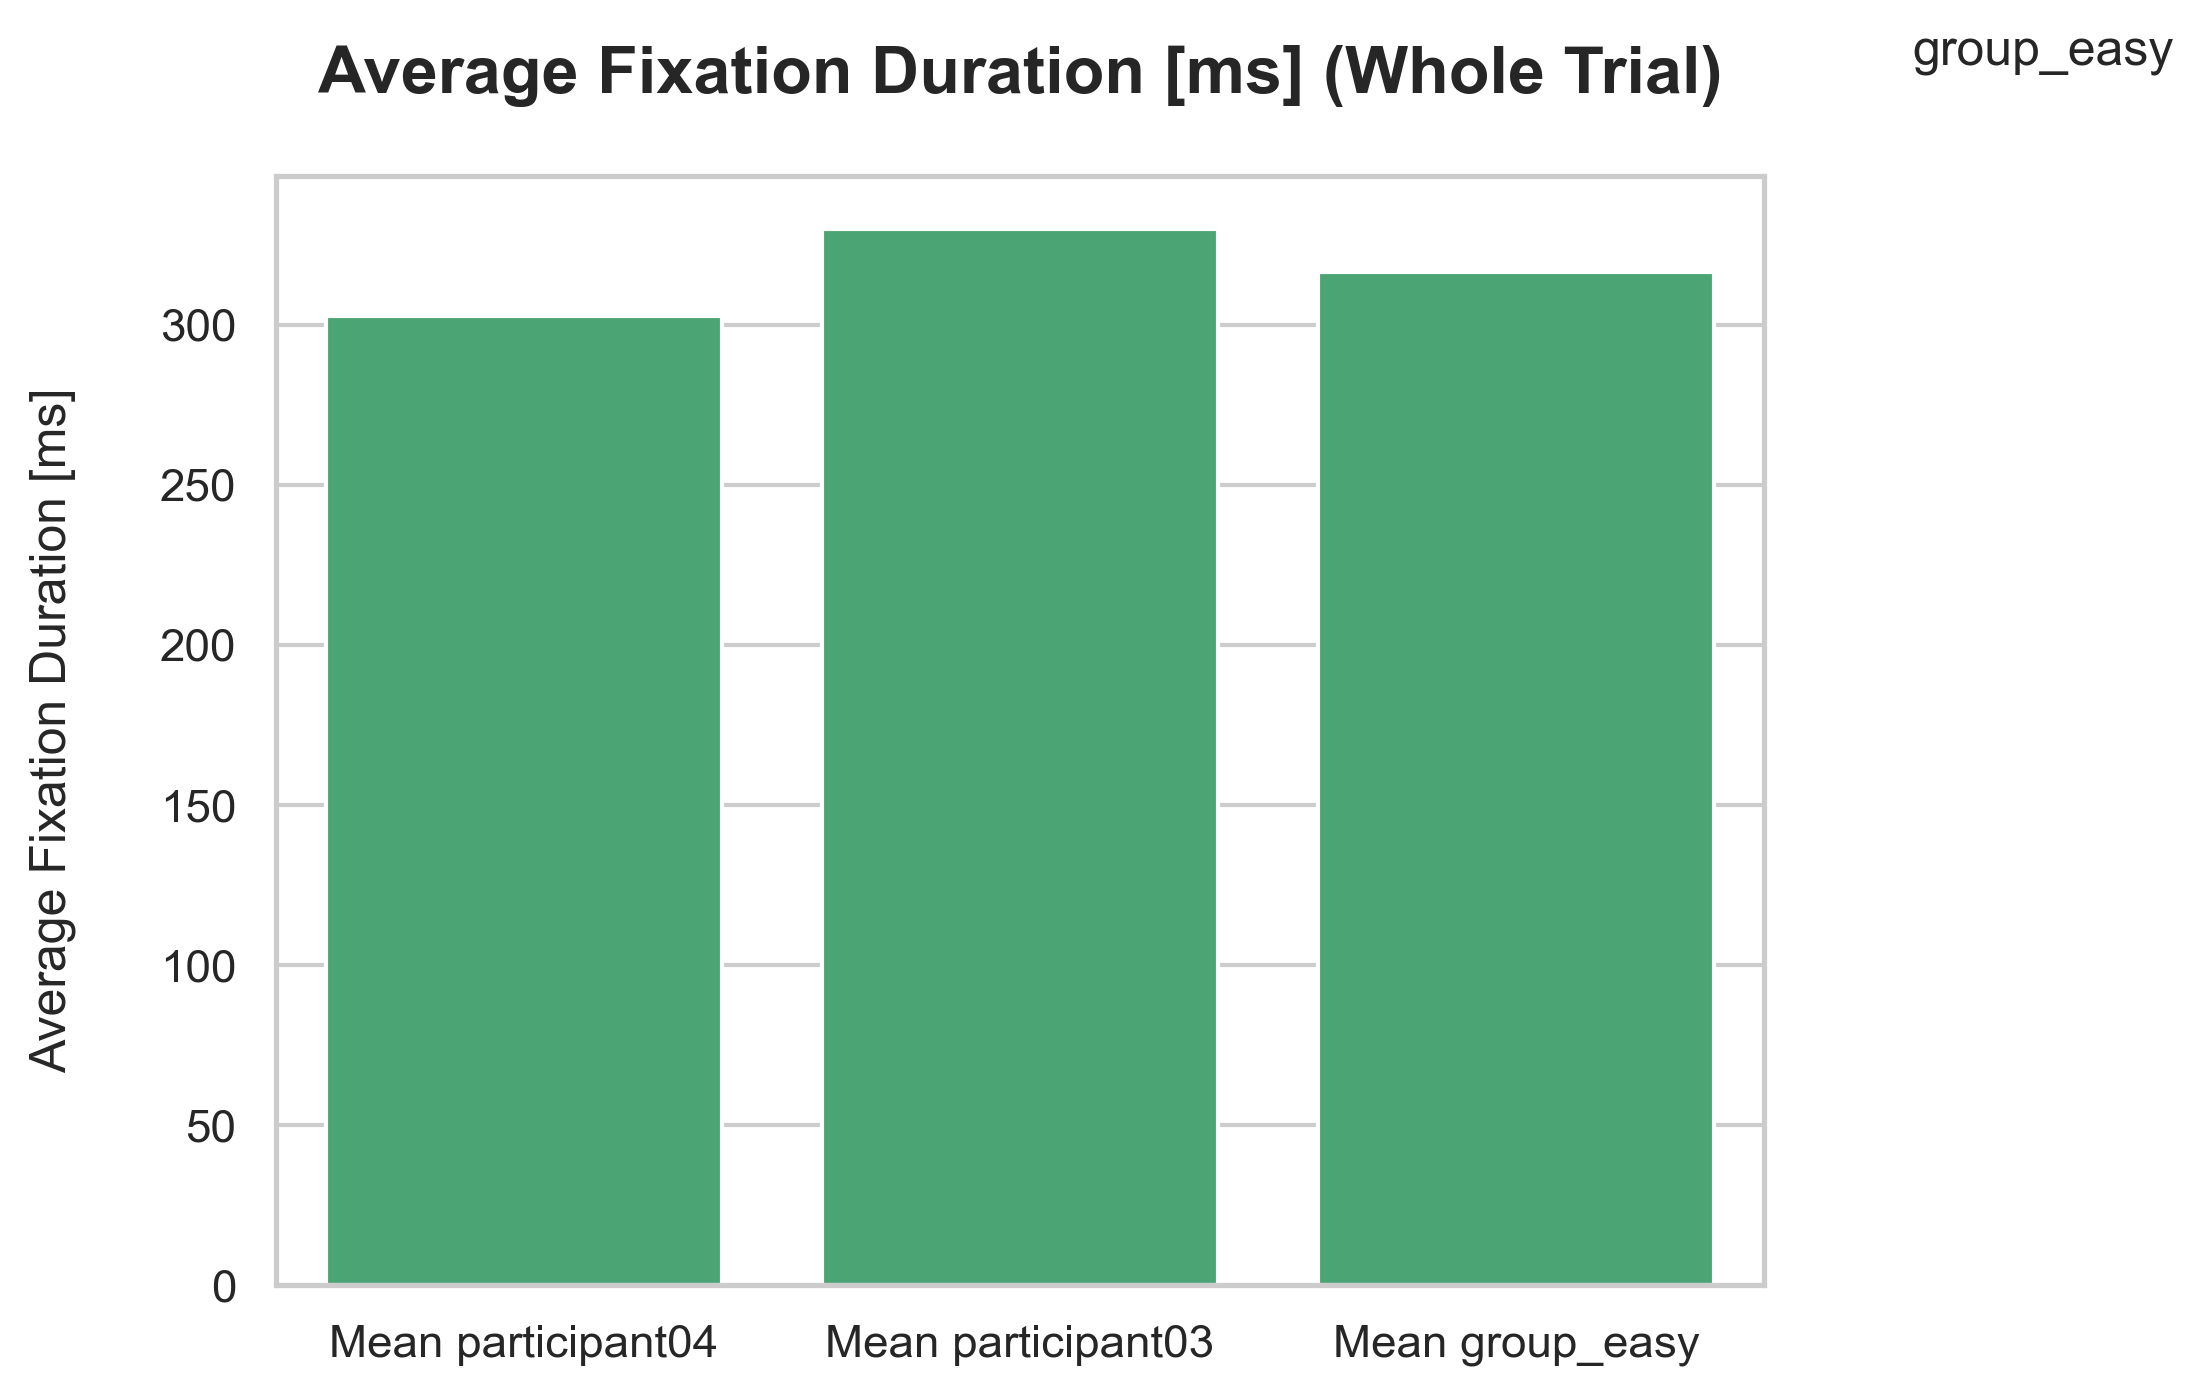 group_easy
Average Fixation Duration [ms] (Whole Trial)
Average Fixation Duration [ms]
300
250
200
150
100
50
0
Mean participant04
Mean participant03
Mean group_easy